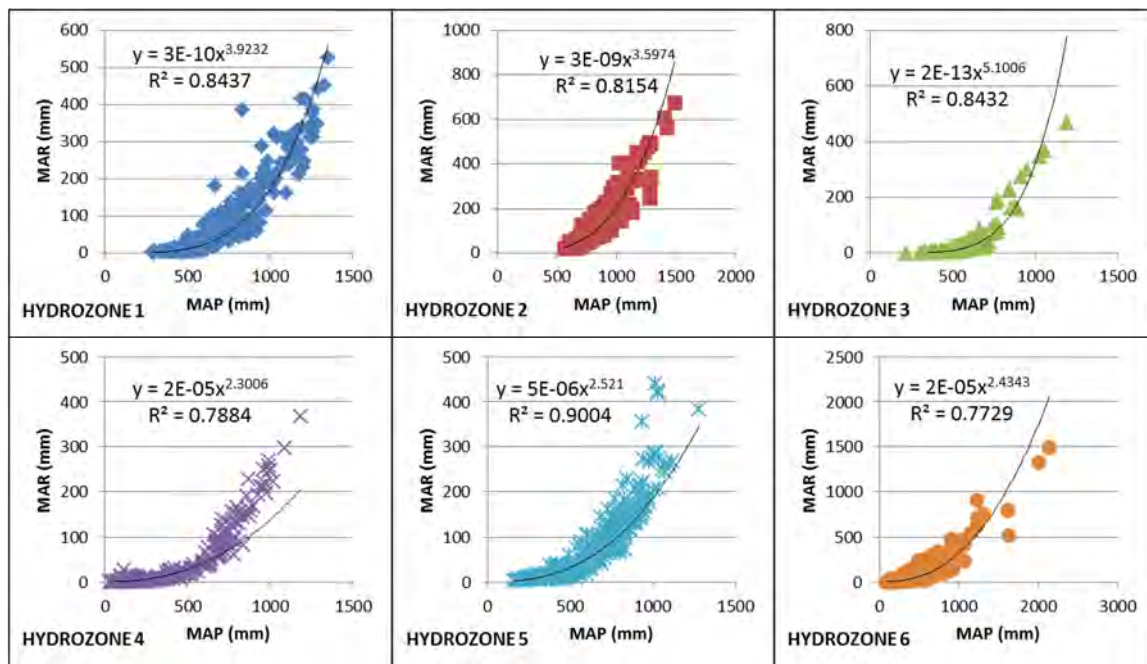 600
500
400
300
200
100
0
MAR (mm)
y = 3E-10x^3.9232
R² = 0.8437
0 500 1000 1500
HYDROZONE 1 MAP (mm)
1000
800
600
400
200
0
MAR (mm)
y = 3E-09x^3.5974
R² = 0.8154
0 500 1000 1500 2000
HYDROZONE 2 MAP (mm)
800
600
400
200
0
MAR (mm)
y = 2E-13x^5.1006
R² = 0.8432
0 500 1000 1500
HYDROZONE 3 MAP (mm)
500
400
300
200
100
0
MAR (mm)
y = 2E-05x^2.3006
R² = 0.7884
0 500 1000 1500
HYDROZONE 4 MAP (mm)
500
400
300
200
100
0
MAR (mm)
y = 5E-06x^2.521
R² = 0.9004
0 500 1000 1500
HYDROZONE 5 MAP (mm)
2500
2000
1500
1000
500
0
MAR (mm)
y = 2E-05x^2.4343
R² = 0.7729
0 1000 2000 3000
HYDROZONE 6 MAP (mm)